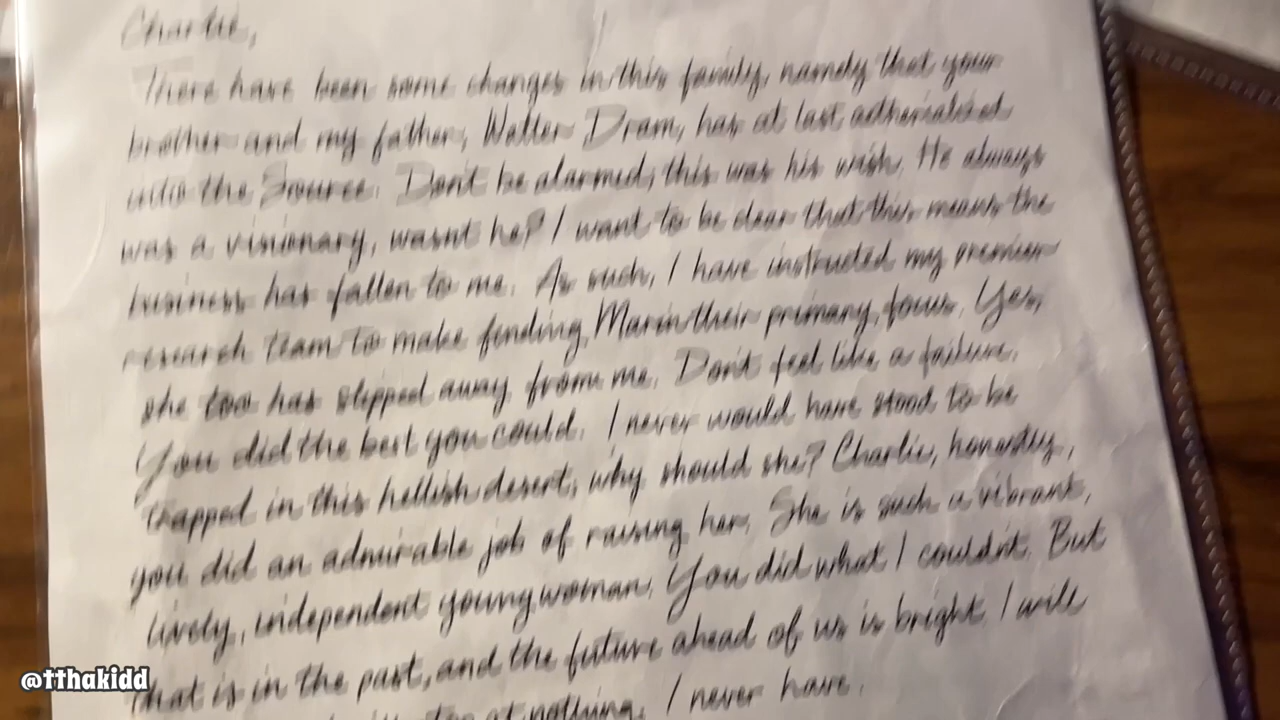 Charlie,
There have been some changes in this family, namely that your
brother and my father, Walter Dram, has at last adherialized
into the Source. Don't be alarmed, this was his wish. He always
was a visionary, wasnt he? I want to be clear that this means the
business has fallen to me. As such, I have instructed my premier
research team to make finding Marin their primary focus. Yes,
she too has slipped away from me. Don't feel like a failure.
You did the best you could. I never would have stood to be
trapped in this hellish desert, why should she? Charlie, honestly,
you did an admirable job of raising her. She is such a vibrant,
lively, independent young woman. You did what I couldn't. But
that is in the past, and the future ahead of us is bright. I will
stop at nothing. I never have.
@tthakidd